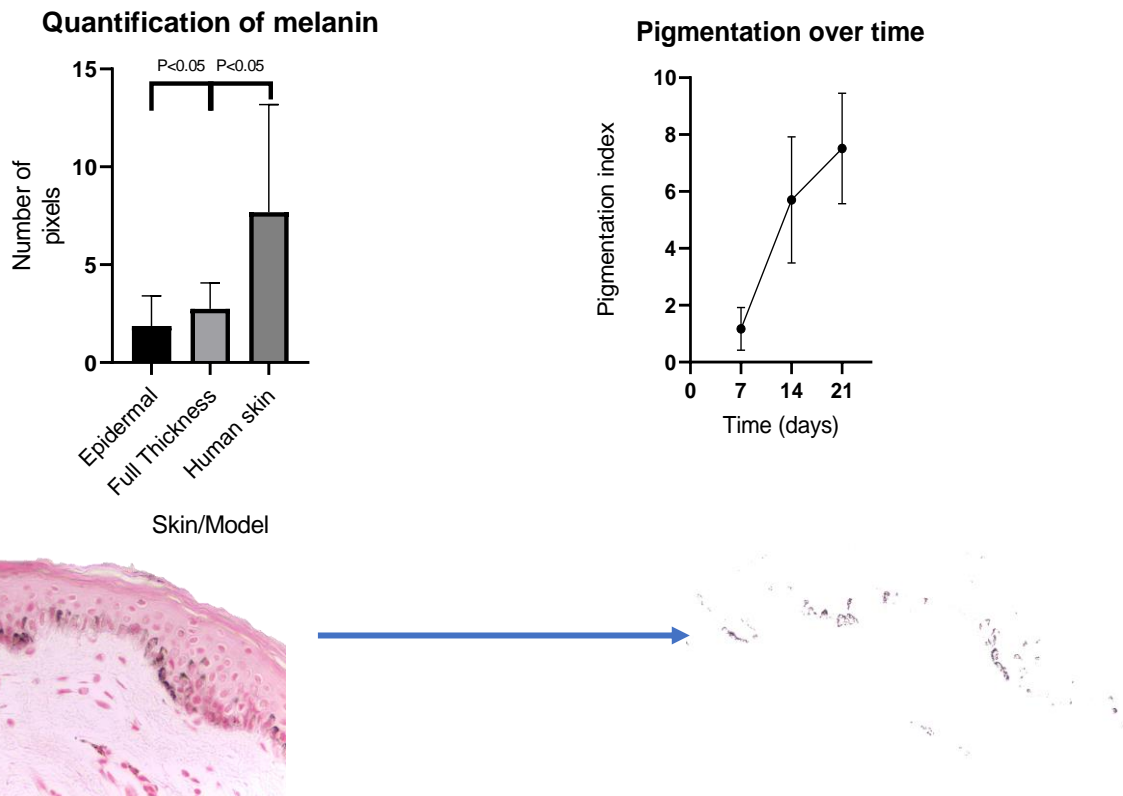 Quantification of melanin
P<0.05 P<0.05
15
10
5
0
Number of
pixels
Epidermal
Full Thickness
Human skin
Skin/Model
Pigmentation over time
10
8
6
4
2
0
Pigmentation index
0 7 14 21
Time (days)